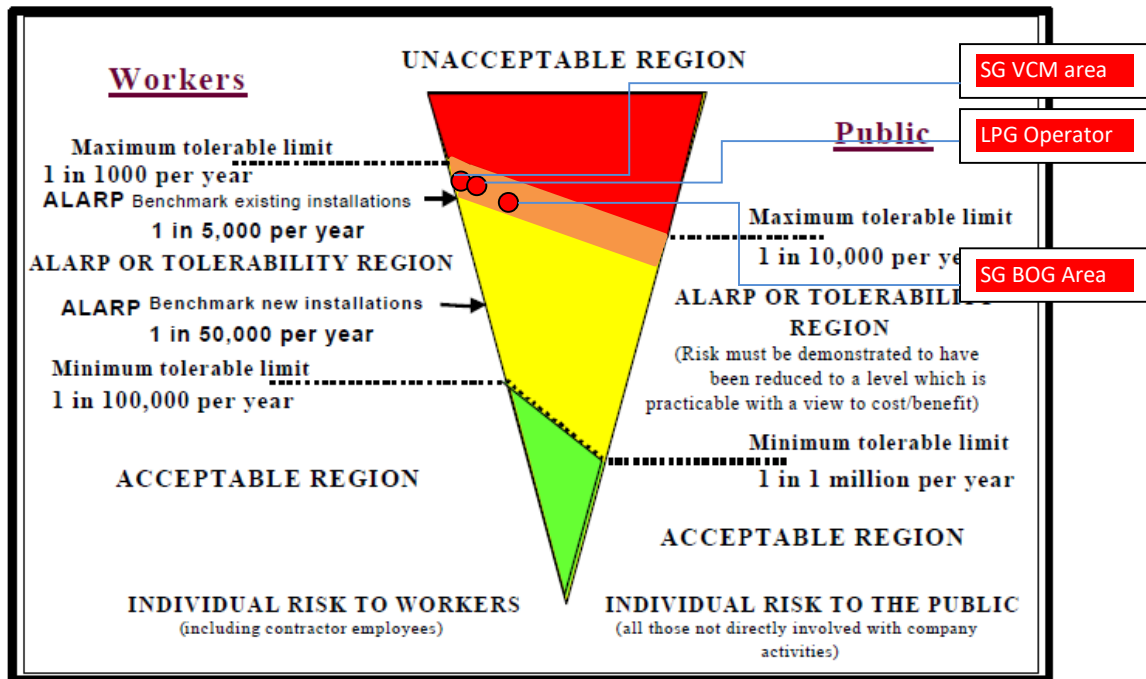 UNACCEPTABLE REGION
Workers
Maximum tolerable limit
1 in 1000 per year
ALARP Benchmark existing installations
1 in 5,000 per year
ALARP OR TOLERABILITY REGION
ALARP Benchmark new installations
1 in 50,000 per year
Minimum tolerable limit
1 in 100,000 per year
ACCEPTABLE REGION
INDIVIDUAL RISK TO WORKERS
(including contractor employees)
SG VCM area
LPG Operator
Public
Maximum tolerable limit
1 in 10,000 per
SG BOG Area
ALARP OR TOLERABILITY
REGION
(Risk must be demonstrated to have
been reduced to a level which is
practicable with a view to cost/benefit)
Minimum tolerable limit
1 in 1 million per year
ACCEPTABLE REGION
INDIVIDUAL RISK TO THE PUBLIC
(all those not directly involved with company
activities)